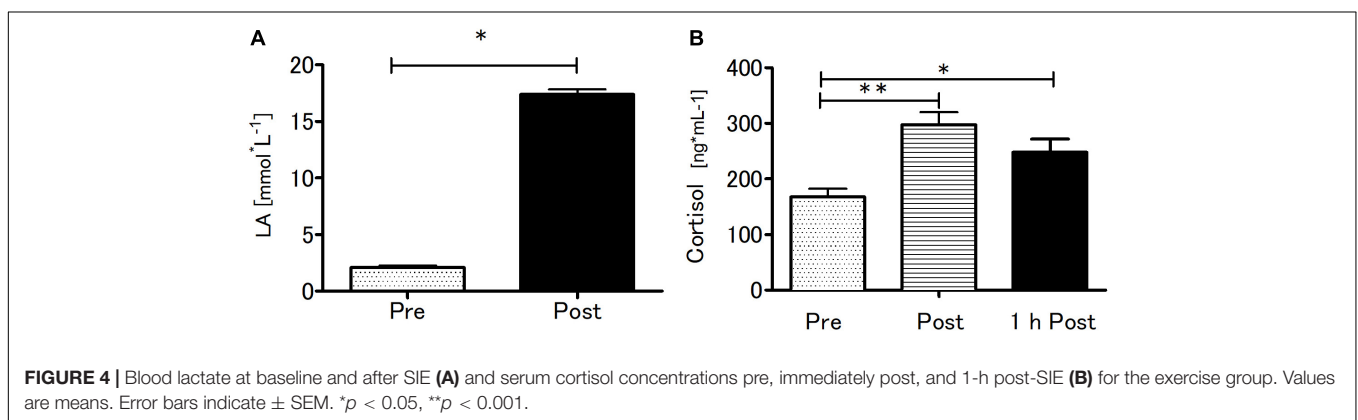 A
*
20
15
10
5
0
LA [mmol*L-1]
Pre Post
B
*
**
400
300
200
100
0
Cortisol [ng*mL-1]
Pre Post 1 h Post
FIGURE 4 | Blood lactate at baseline and after SIE (A) and serum cortisol concentrations pre, immediately post, and 1-h post-SIE (B) for the exercise group. Values
are means. Error bars indicate ± SEM. *p < 0.05, **p < 0.001.